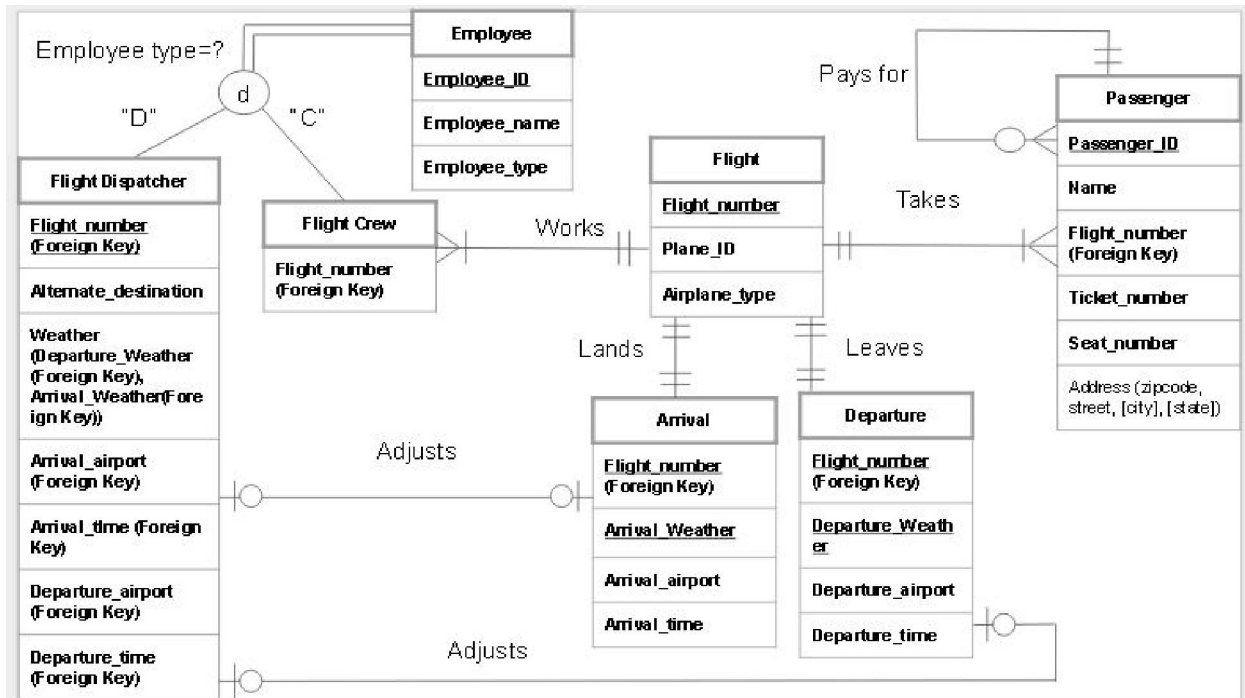 Employee type=?
d
"D"
"C"
Employee
Employee_ID
Employee_name
Employee_type
Flight Dispatcher
Flight_number
(Foreign Key)
Alternate_destination
Weather
(Departure_Weather
(Foreign Key),
Arrival_Weather(Fore
ign Key))
Arrival_airport
(Foreign Key)
Arrival_time (Foreign
Key)
Departure_airport
(Foreign Key)
Departure_time
(Foreign Key)
Flight Crew
Flight_number
(Foreign Key)
Works
Flight
Flight_number
Plane_ID
Airplane_type
Takes
Pays for
Passenger
Passenger_ID
Name
Flight_number
(Foreign Key)
Ticket_number
Seat_number
Address (zipcode,
street, [city], [state])
Lands
Leaves
Arrival
Flight_number
(Foreign Key)
Arrival_Weather
Arrival_airport
Arrival_time
Departure
Flight_number
(Foreign Key)
Departure_Weath
er
Departure_airport
Departure_time
Adjusts
Adjusts